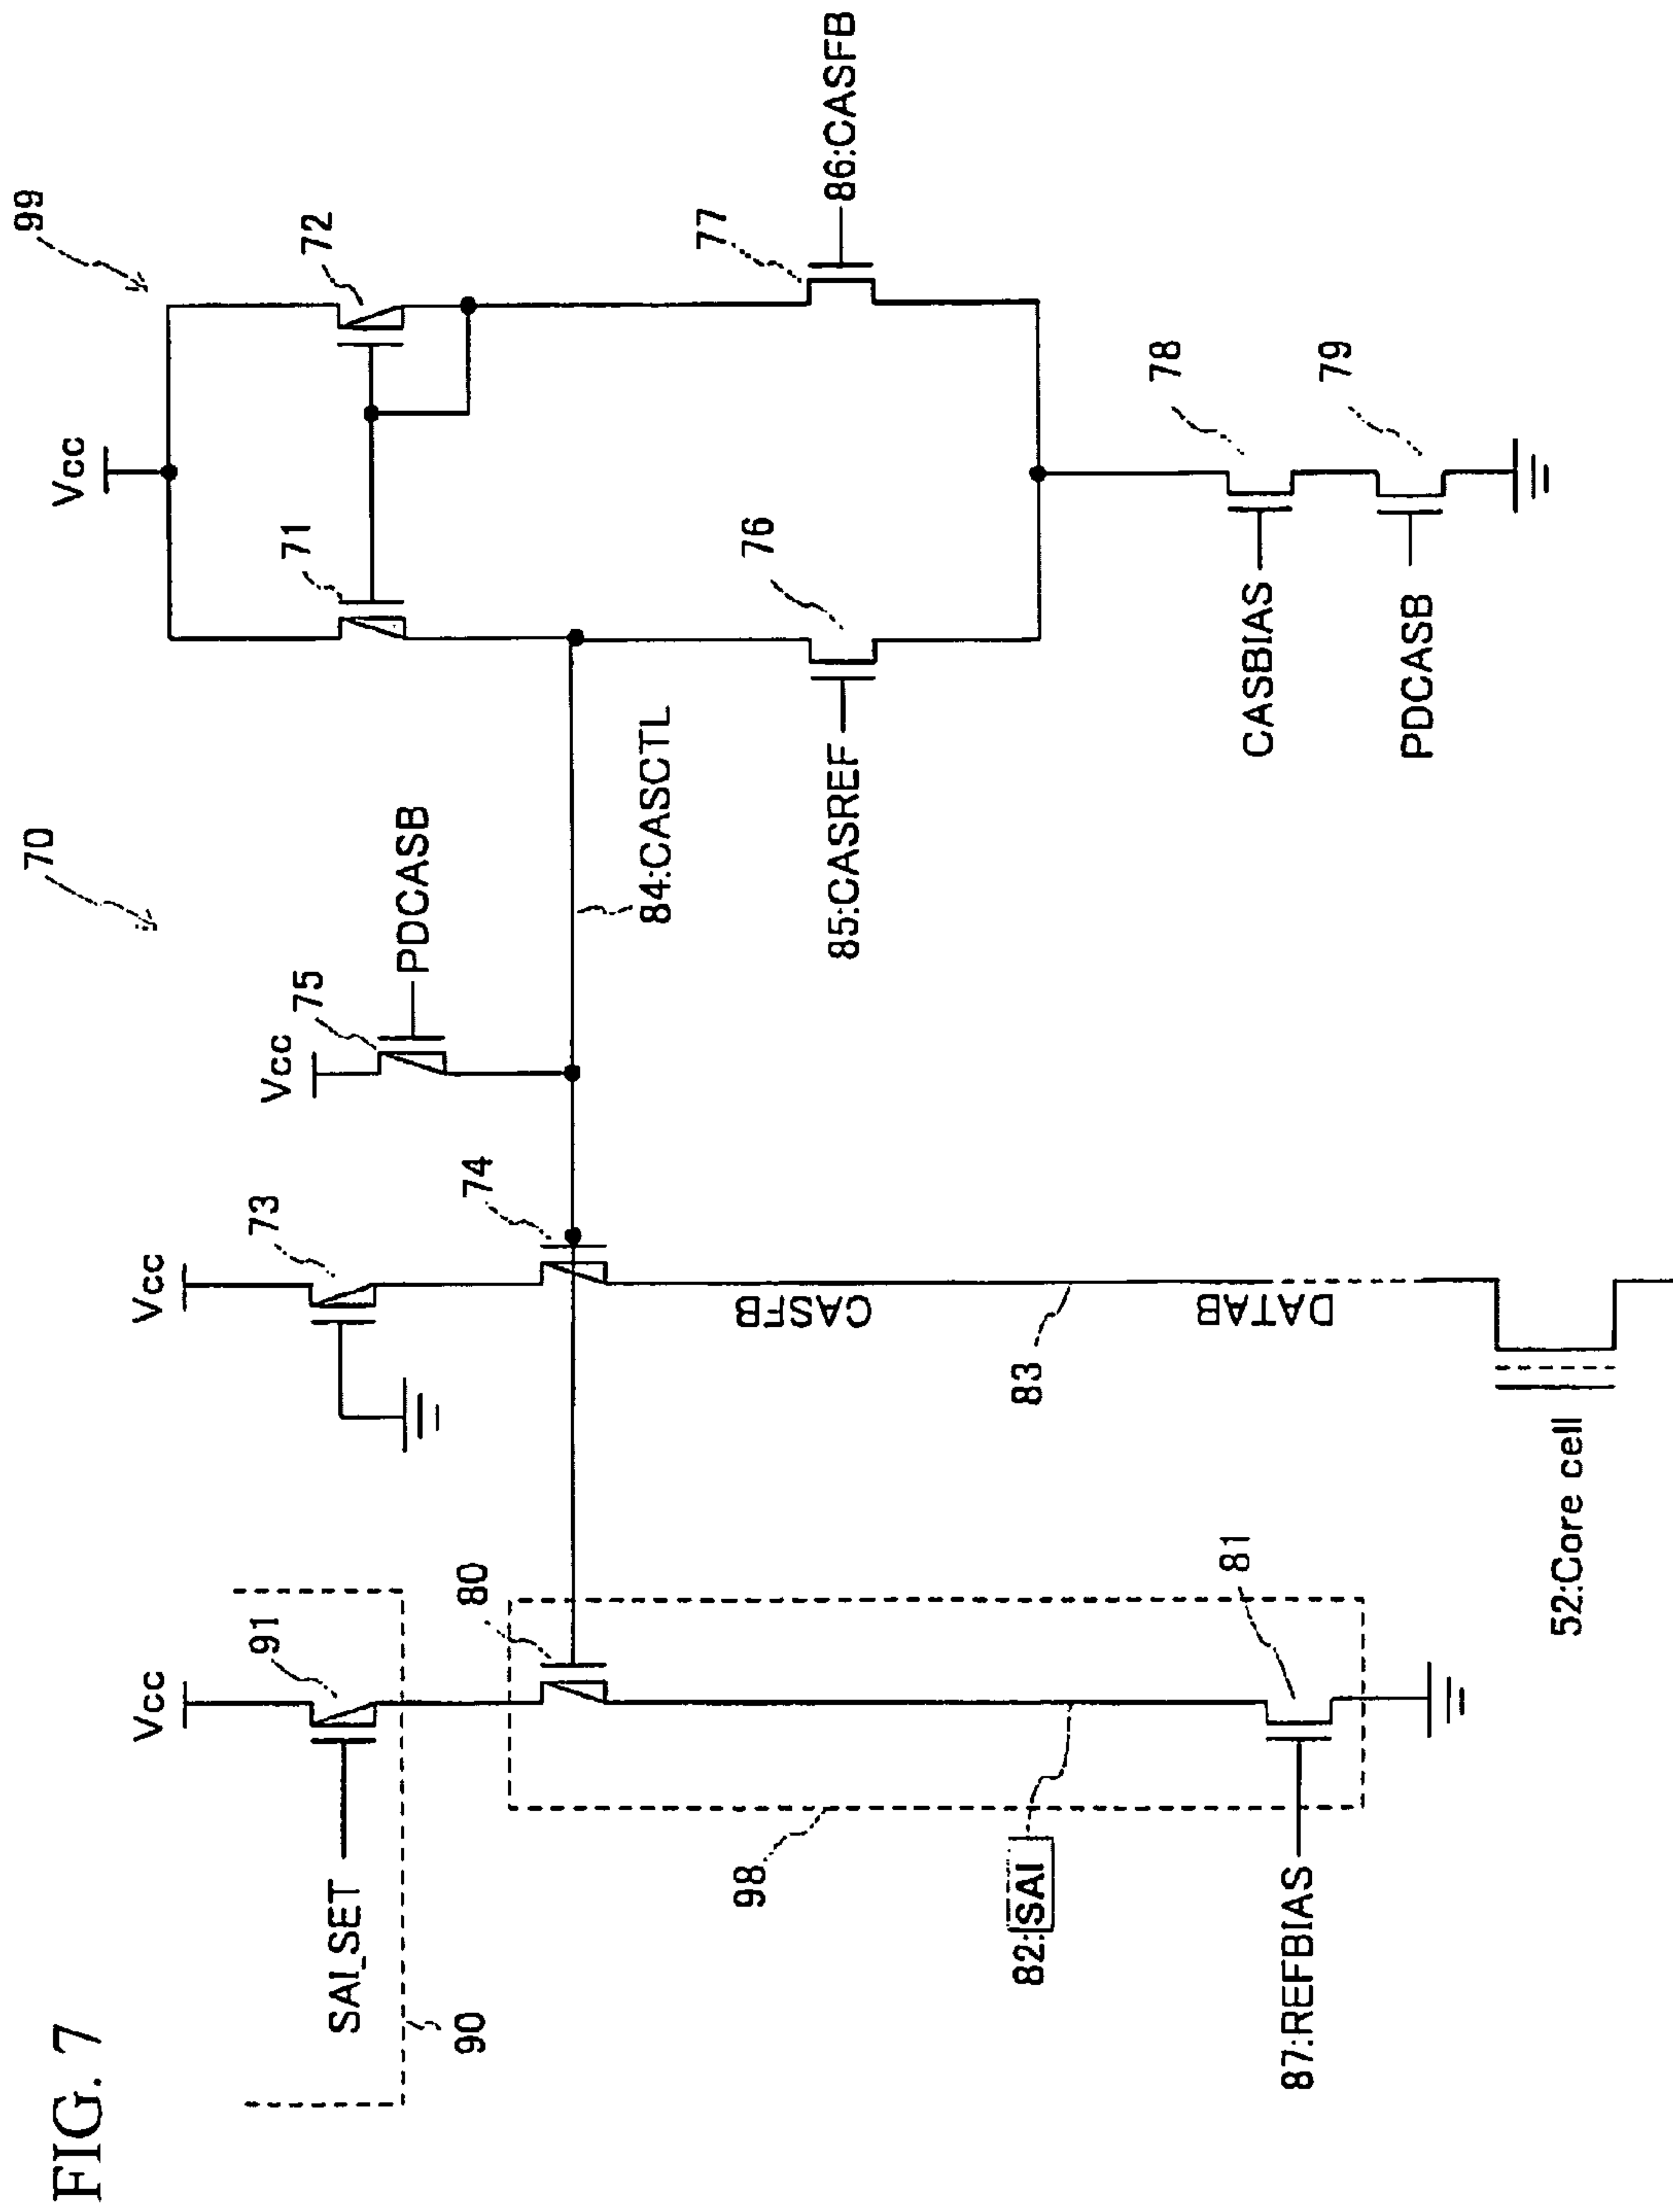 FIG. 7
70
99
Vcc
Vcc
Vcc
Vcc
91
73
75
71
72
SAI_SET
PDCASB
90
80
74
84:CASCTL
76
77
98
CASFB
85:CASREF
86:CASFB
82:SAI
83
DATAB
81
78
CASBIAS
87:REFBIAS
79
PDCASB
52:Core cell